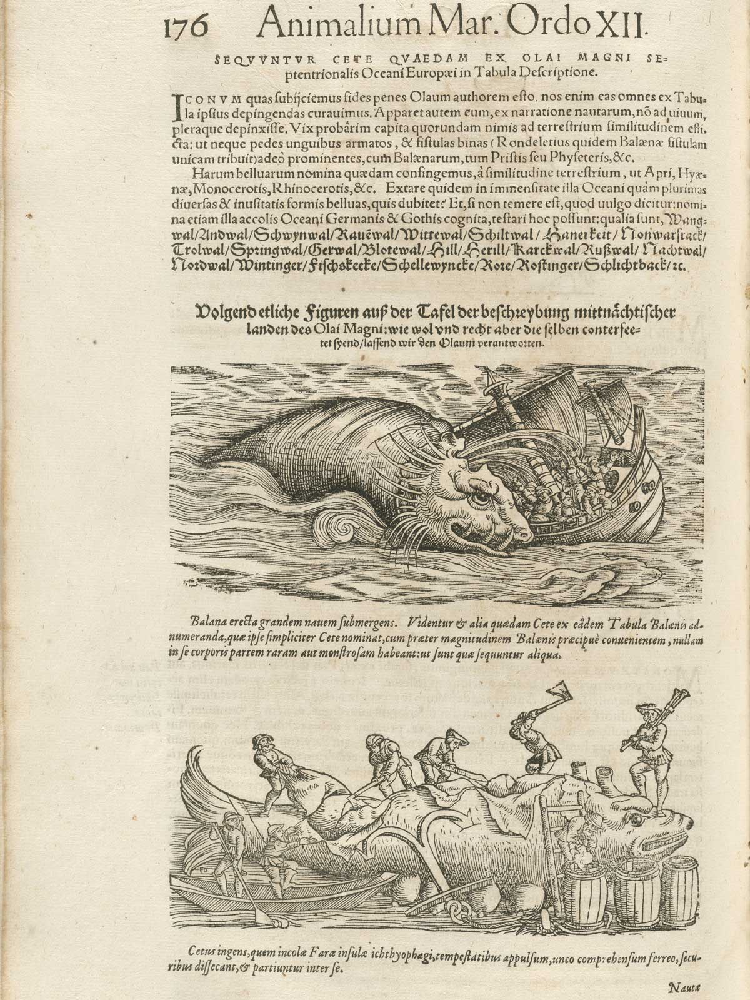 176 Animalium Mar. Ordo XII.
SEQVVNTVR CETE QVAEDAM EX OLAI MAGNI SE=
ptentrionalis Oceani Europæi in Tabula Descriptione.
ICONVM quas subijciemus fides penes Olaum authorem esto. nos enim eas omnes ex Tabu-
la ipsius depingendas curauimus. Apparet autem eum, ex narratione nautarum, nõ ad uiuum,
pleraque depinxisse. Vix probârim capita quorundam nimis ad terrestrium similitudinem effi.
cta: ut neque pedes unguibus armatos, & fistulas binas (Rondeletius quidem Balænæ fistulam
unicam tribuit) adeò prominentes, cum Balænarum, tum Pristis seu Physeteris, &c.
Harum belluarum nomina quædam confingemus, à similitudine terrestrium, ut Apri, Hyæ-
næ, Monocerotis, Rhinocerotis, &c. Extare quidem in immensitate illa Oceani quàm plurimas
diuersas & inusitatis formis belluas, quis dubitet? Et, si non temere est, quod uulgo dicitur: nomi-
na etiam illa accolis Oceani Germanis & Gothis cognita, testari hoc possunt: qualia sunt, Wang-
wal/Andwal/Schwynwal/Rauẽwal/Wittewal/Schiltwal/ Hanerkeit/ Nonwarstack/
Trolwal/Springwal/Gerwal/Blotewal/Hill/Herill/Karckwal/Rußwal/ Nachtwal/
Nordwal/Wintinger/Fischskecke/Schellewyncke/Rore/Rostinger/Schlichtback/ꝛc.
Volgend etliche Figuren auß der Tafel der beschreybung mittnächtischer
landen des Olai Magni: wie wol vnd recht aber die selben conterfee=
tet syend/lassend wir den Olaum verantworten.
Balæna erecta grandem nauem submergens. Videntur & alia quædam Cete ex eâdem Tabula Balænis ad-
numeranda, quæ ipse simpliciter Cete nominat, cum præter magnitudinem Balænis præcipuè conuenientem, nullam
in se corporis partem raram aut monstrosam habeant: ut sunt quæ sequuntur aliqua.
FO
Cetus ingens, quem incolæ Faræ insulæ ichthyophagi, tempestatibus appulsum, unco comprehensum ferreo, secu-
ribus dissecant, & partiuntur inter se.
Nautæ